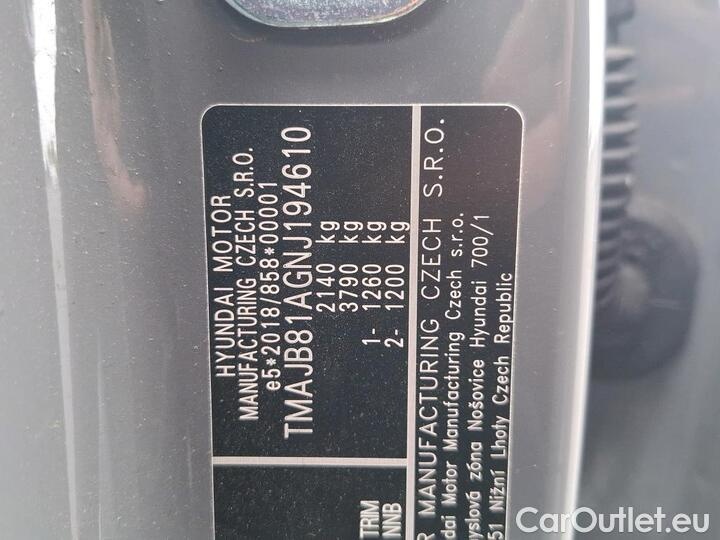 HYUNDAI MOTOR
MANUFACTURING CZECH S.R.O.
e5*2018/858*00001
TMAJB81AGNJ194610
2140 kg
3790 kg
1- 1260 kg
2- 1200 kg
TRIM
NNB
MANUFACTURING CZECH S.R.O.
Motor Manufacturing Czech s.r.o.
zóna Nošovice Hyundai 700/1
51 Nižní Lhoty Czech Republic
CarOutlet.eu